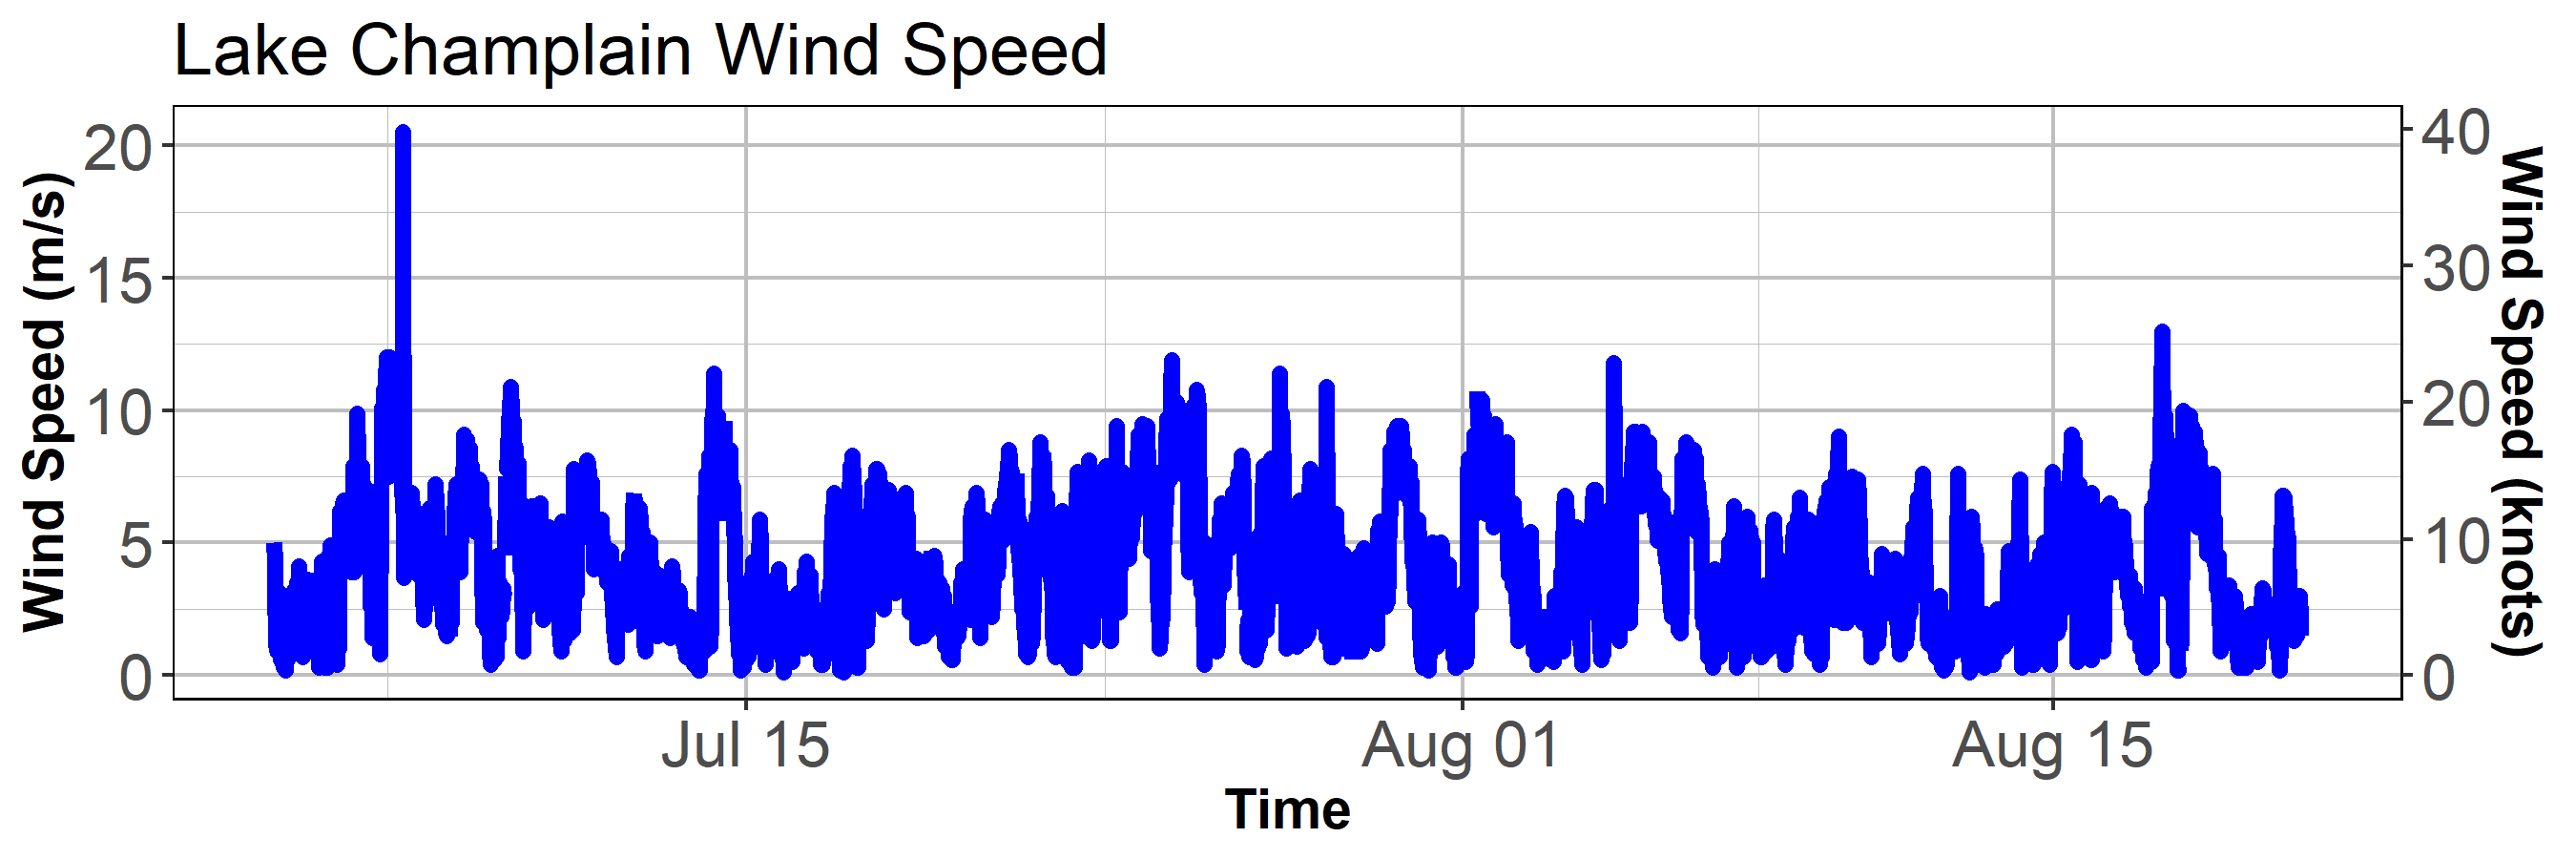 Lake Champlain Wind Speed
Wind Speed (m/s)
20
15
10
5
0
40
30
20
10
0
Wind Speed (knots)
Jul 15
Aug 01
Aug 15
Time